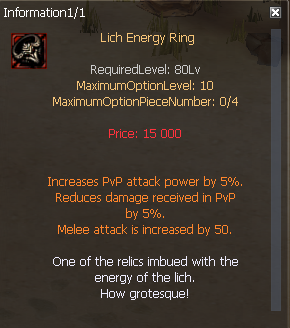 Information1/1
Lich Energy Ring
RequiredLevel: 80Lv
MaximumOptionLevel: 10
MaximumOptionPieceNumber: 0/4
Price: 15 000
Increases PvP attack power by 5%.
Reduces damage received in PvP
by 5%.
Melee attack is increased by 50.
One of the relics imbued with the
energy of the lich.
How grotesque!